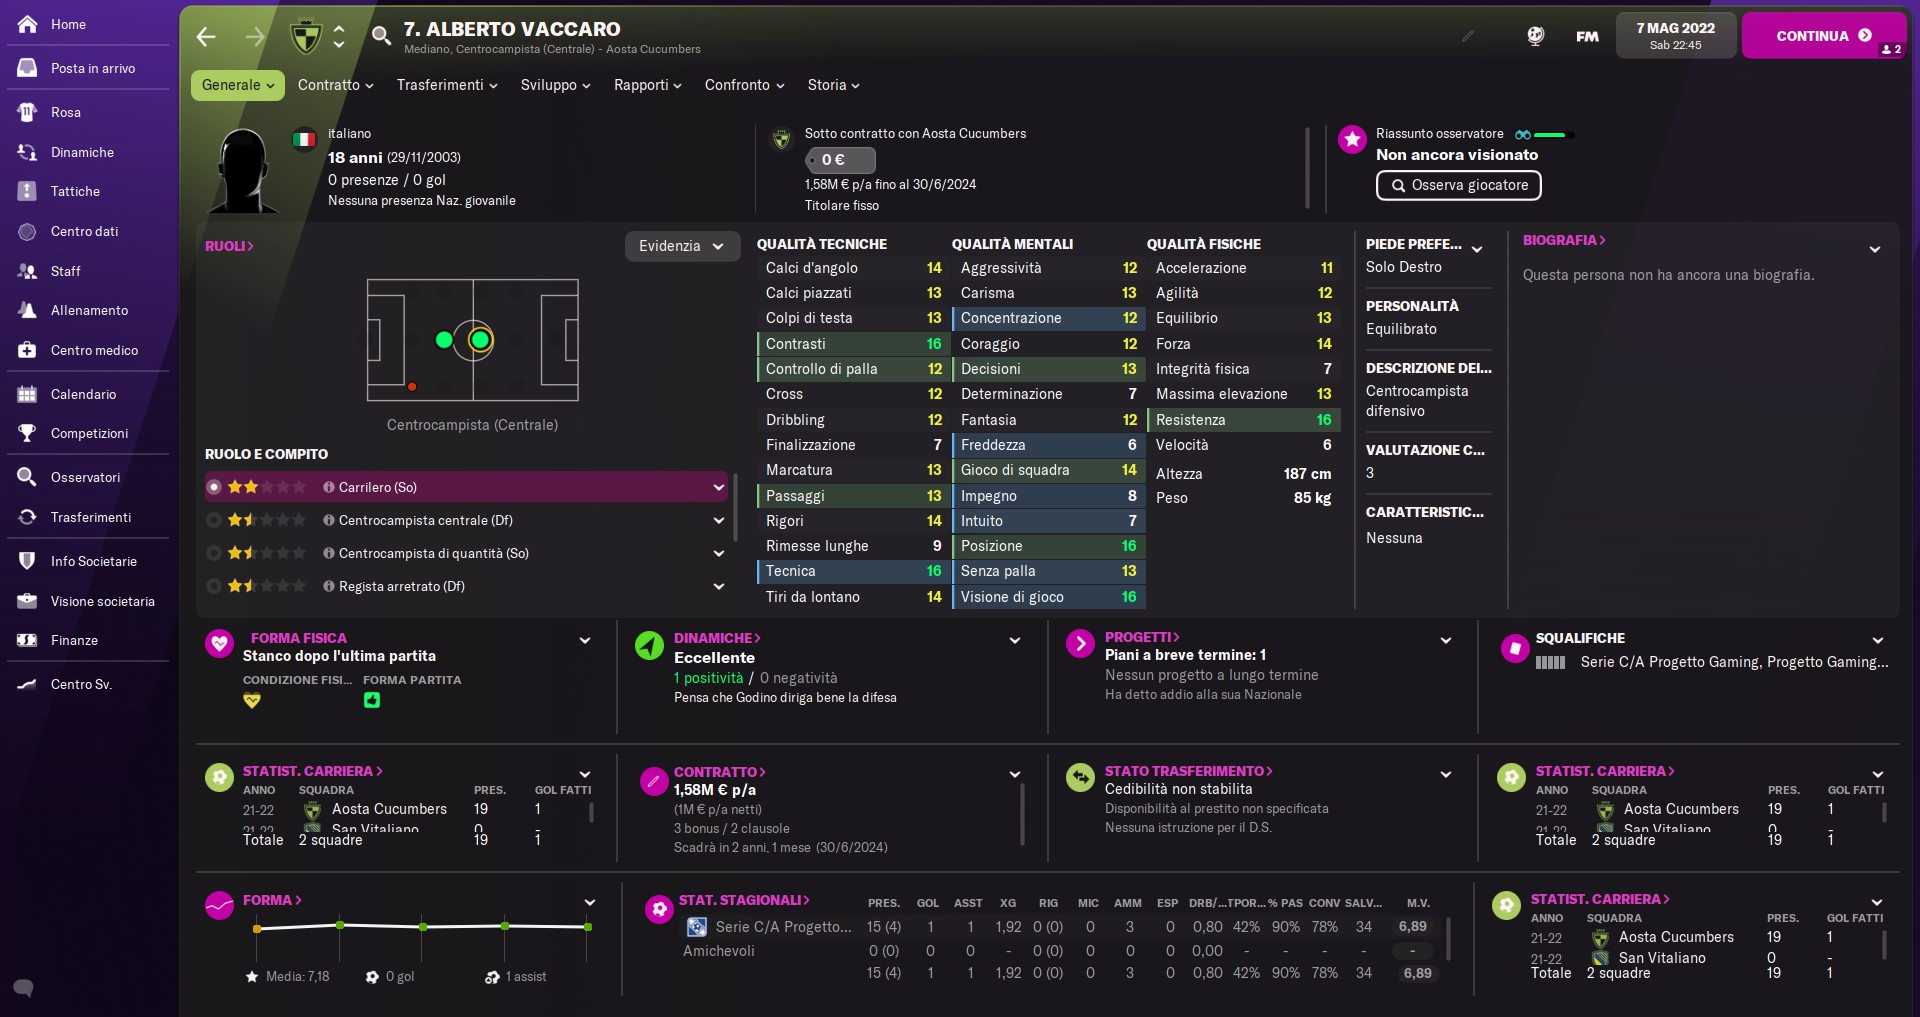 Home
Posta in arrivo
Rosa
Dinamiche
Tattiche
Centro dati
Staff
Allenamento
Centro medico
Calendario
Competizioni
Osservatori
Trasferimenti
Info Societarie
Visione societaria
Finanze
Centro Sv.
7. ALBERTO VACCARO
Mediano, Centrocampista (Centrale) - Aosta Cucumbers
FM
7 MAG 2022
Sab 22:45
CONTINUA
2
Generale
Contratto
Trasferimenti
Sviluppo
Rapporti
Confronto
Storia
italiano
18 anni (29/11/2003)
0 presenze / 0 gol
Nessuna presenza Naz. giovanile
Sotto contratto con Aosta Cucumbers
0 €
1,58M € p/a fino al 30/6/2024
Titolare fisso
Riassunto osservatore
Non ancora visionato
Osserva giocatore
RUOLI
Evidenzia
Centrocampista (Centrale)
RUOLO E COMPITO
Carrilero (So)
Centrocampista centrale (Df)
Centrocampista di quantità (So)
Regista arretrato (Df)
QUALITÀ TECNICHE
Calci d'angolo 14
Calci piazzati 13
Colpi di testa 13
Contrasti 16
Controllo di palla 12
Cross 12
Dribbling 12
Finalizzazione 7
Marcatura 13
Passaggi 13
Rigori 14
Rimesse lunghe 9
Tecnica 16
Tiri da lontano 14
QUALITÀ MENTALI
Aggressività 12
Carisma 13
Concentrazione 12
Coraggio 12
Decisioni 13
Determinazione 7
Fantasia 12
Freddezza 6
Gioco di squadra 14
Impegno 8
Intuito 7
Posizione 16
Senza palla 13
Visione di gioco 16
QUALITÀ FISICHE
Accelerazione 11
Agilità 12
Equilibrio 13
Forza 14
Integrità fisica 7
Massima elevazione 13
Resistenza 16
Velocità 6
Altezza 187 cm
Peso 85 kg
PIEDE PREFE...
Solo Destro
PERSONALITÀ
Equilibrato
DESCRIZIONE DEI...
Centrocampista
difensivo
VALUTAZIONE C...
3
CARATTERISTIC...
Nessuna
BIOGRAFIA
Questa persona non ha ancora una biografia.
FORMA FISICA
Stanco dopo l'ultima partita
CONDIZIONE FISI... FORMA PARTITA
DINAMICHE
Eccellente
1 positività / 0 negatività
Pensa che Godino diriga bene la difesa
PROGETTI
Piani a breve termine: 1
Nessun progetto a lungo termine
Ha detto addio alla sua Nazionale
SQUALIFICHE
Serie C/A Progetto Gaming, Progetto Gaming...
STATIST. CARRIERA
ANNO SQUADRA PRES. GOL FATTI
21-22 Aosta Cucumbers 19 1
21-22 San Vitaliano 0 -
Totale 2 squadre 19 1
CONTRATTO
1,58M € p/a
(1M € p/a netti)
3 bonus / 2 clausole
Scadrà in 2 anni, 1 mese (30/6/2024)
STATO TRASFERIMENTO
Cedibilità non stabilita
Disponibilità al prestito non specificata
Nessuna istruzione per il D.S.
STATIST. CARRIERA
ANNO SQUADRA PRES. GOL FATTI
21-22 Aosta Cucumbers 19 1
21-22 San Vitaliano 0 -
Totale 2 squadre 19 1
FORMA
Media: 7,18
0 gol
1 assist
STAT. STAGIONALI
PRES. GOL ASST XG RIG MIC AMM ESP DRB/... TPOR... % PAS CONV SALV... M.V.
Serie C/A Progetto... 15 (4) 1 1 1,92 0 (0) 0 3 0 0,80 42% 90% 78% 34 6,89
Amichevoli 0 (0) 0 0 - 0 (0) 0 0 0 0,00 - - - - -
15 (4) 1 1 1,92 0 (0) 0 3 0 0,80 42% 90% 78% 34 6,89
STATIST. CARRIERA
ANNO SQUADRA PRES. GOL FATTI
21-22 Aosta Cucumbers 19 1
21-22 San Vitaliano 0 -
Totale 2 squadre 19 1